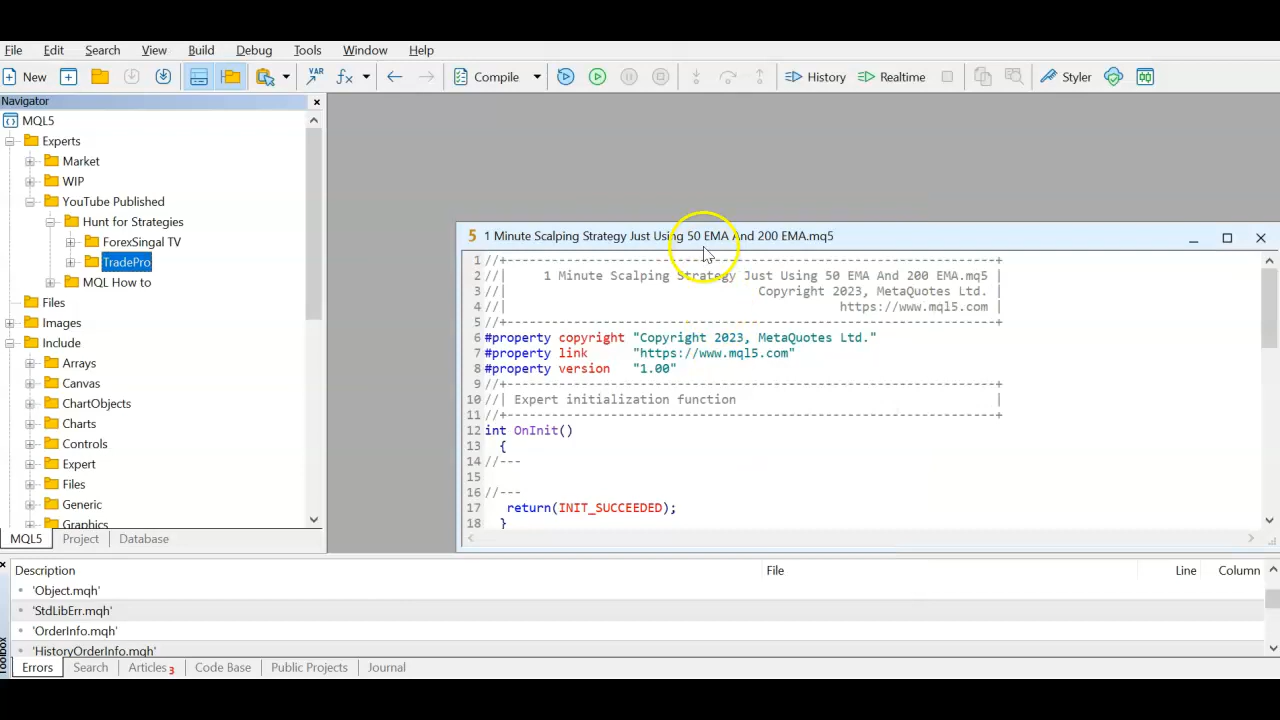 File Edit Search View Build Debug Tools Window Help
New VAR fx Compile History Realtime Styler
Navigator
MQL5
Experts
Market
WIP
YouTube Published
Hunt for Strategies
ForexSingal TV
TradePro
MQL How to
Files
Images
Include
Arrays
Canvas
ChartObjects
Charts
Controls
Expert
Files
Generic
Graphics
MQL5 Project Database
5 1 Minute Scalping Strategy Just Using 50 EMA And 200 EMA.mq5
1 //+------------------------------------------------------------------+
2 //| 1 Minute Scalping Strategy Just Using 50 EMA And 200 EMA.mq5 |
3 //| Copyright 2023, MetaQuotes Ltd. |
4 //| https://www.mql5.com |
5 //+------------------------------------------------------------------+
6 #property copyright "Copyright 2023, MetaQuotes Ltd."
7 #property link "https://www.mql5.com"
8 #property version "1.00"
9 //+------------------------------------------------------------------+
10 //| Expert initialization function |
11 //+------------------------------------------------------------------+
12 int OnInit()
13 {
14 //---
15
16 //---
17 return(INIT_SUCCEEDED);
18 }
Description File Line Column
'Object.mqh'
'StdLibErr.mqh'
'OrderInfo.mqh'
'HistoryOrderInfo.mqh'
Toolbox
Errors Search Articles 3 Code Base Public Projects Journal